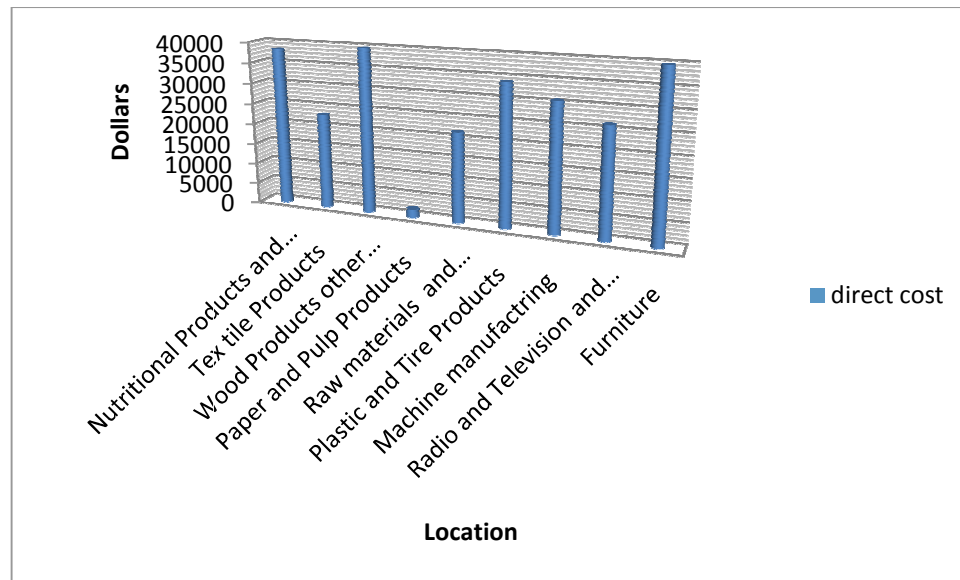 40000
35000
30000
25000
20000
15000
10000
5000
0
Dollars
Nutritional Products and...
Tex tile Products
Wood Products other...
Paper and Pulp Products
Raw materials and...
Plastic and Tire Products
Machine manufactring
Radio and Television and...
Furniture
direct cost
Location